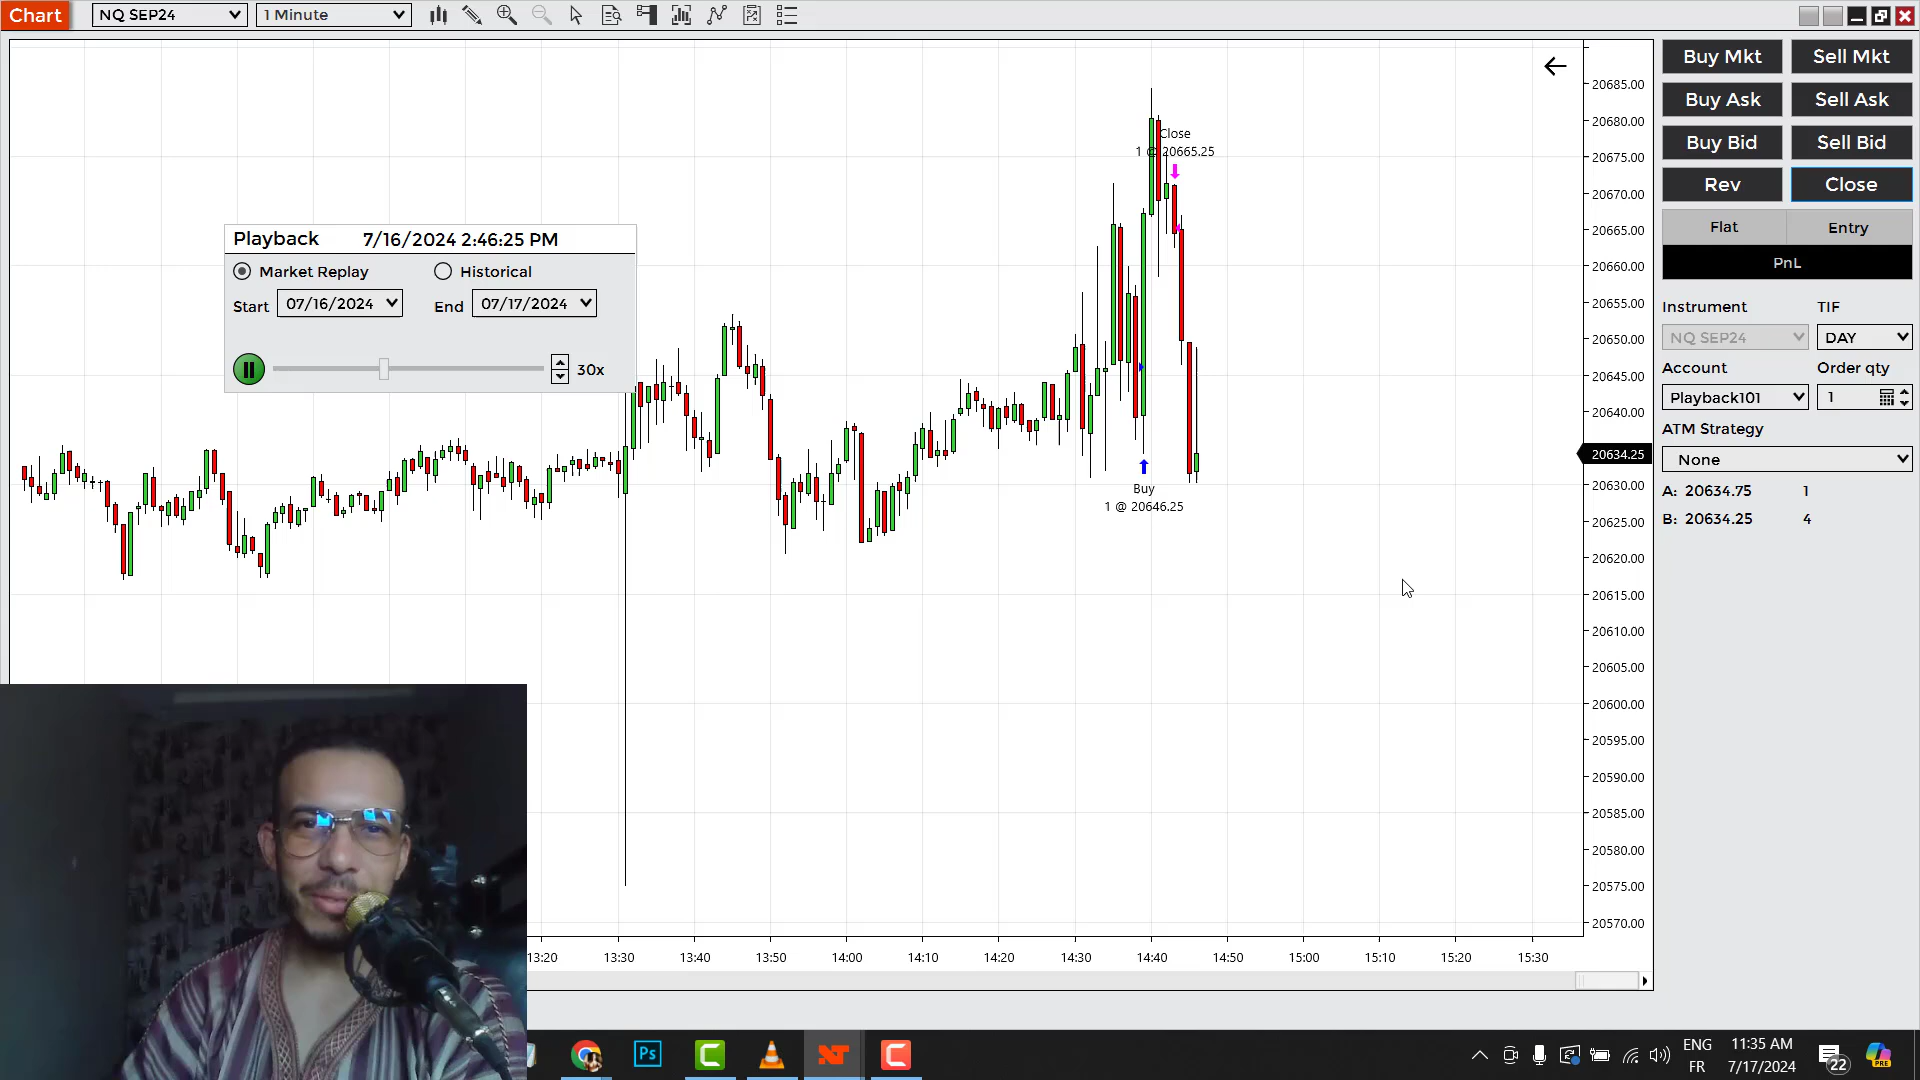 Chart NQ SEP24 1 Minute
Close
1 @ 20665.25
Buy
1 @ 20646.25
Playback 7/16/2024 2:46:25 PM
Market Replay Historical
Start 07/16/2024 End 07/17/2024
30x
20685.00
20680.00
20675.00
20670.00
20665.00
20660.00
20655.00
20650.00
20645.00
20640.00
20634.25
20630.00
20625.00
20620.00
20615.00
20610.00
20605.00
20600.00
20595.00
20590.00
20585.00
20580.00
20575.00
20570.00
13:20 13:30 13:40 13:50 14:00 14:10 14:20 14:30 14:40 14:50 15:00 15:10 15:20 15:30
Buy Mkt Sell Mkt
Buy Ask Sell Ask
Buy Bid Sell Bid
Rev Close
Flat Entry
PnL
Instrument TIF
NQ SEP24 DAY
Account Order qty
Playback101 1
ATM Strategy
None
A: 20634.75 1
B: 20634.25 4
Ps
ENG
FR
11:35 AM
7/17/2024
22
PRE